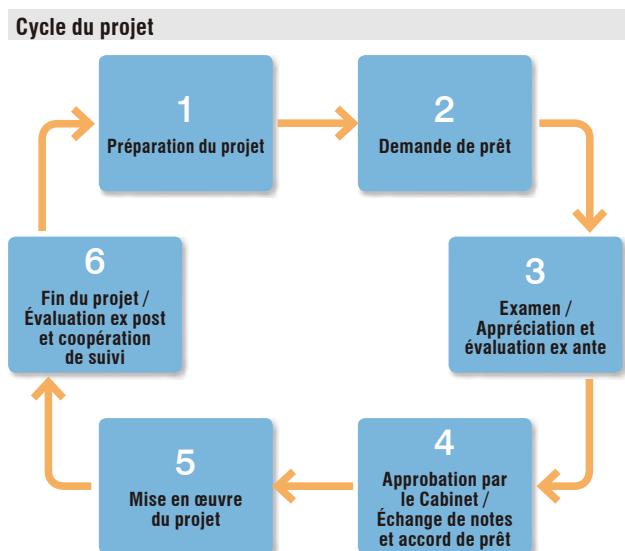 Cycle du projet
1
Préparation du projet
2
Demande de prêt
3
Examen /
Appréciation et
évaluation ex ante
4
Approbation par
le Cabinet /
Échange de notes
et accord de prêt
5
Mise en œuvre
du projet
6
Fin du projet /
Évaluation ex post
et coopération
de suivi